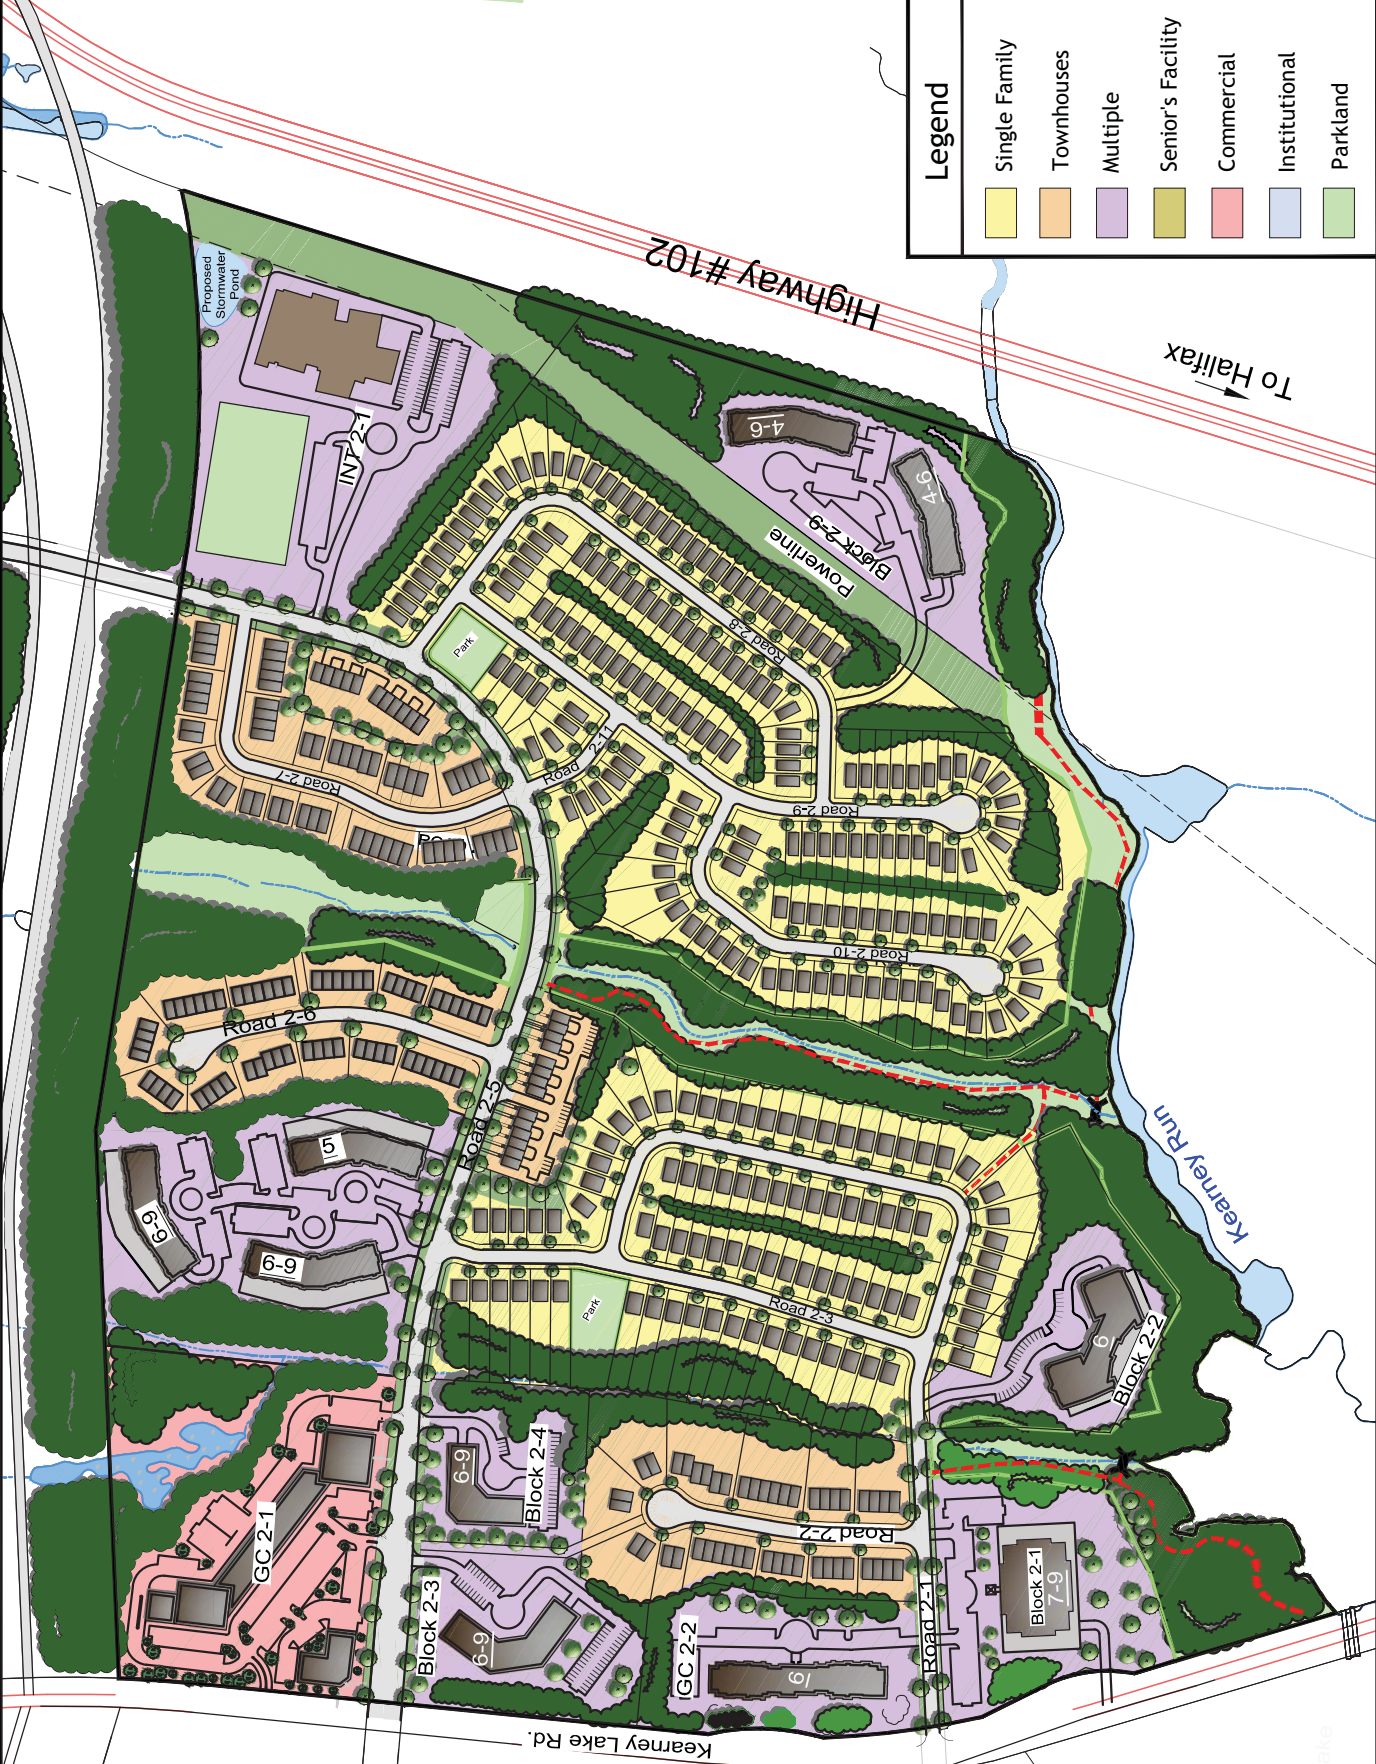 Legend
Single Family
Townhouses
Multiple
Senior's Facility
Commercial
Institutional
Parkland
Highway #102
To Halifax
Proposed
Stormwater
Pond
INT 2-1
4-6
4-6
Block 2-9
Powerline
Park
Road 2-8
Road 2-11
Road 2-7
Road 2-9
Road 2-10
Road 2-6
Road 2-5
5
6-9
6-9
Park
Road 2-3
Kearney Run
6
Block 2-2
GC 2-1
6-9
Block 2-4
Road 2-2
Block 2-3
6-9
GC 2-2
6
Road 2-1
Block 2-1
7-9
Kearney Lake Rd.